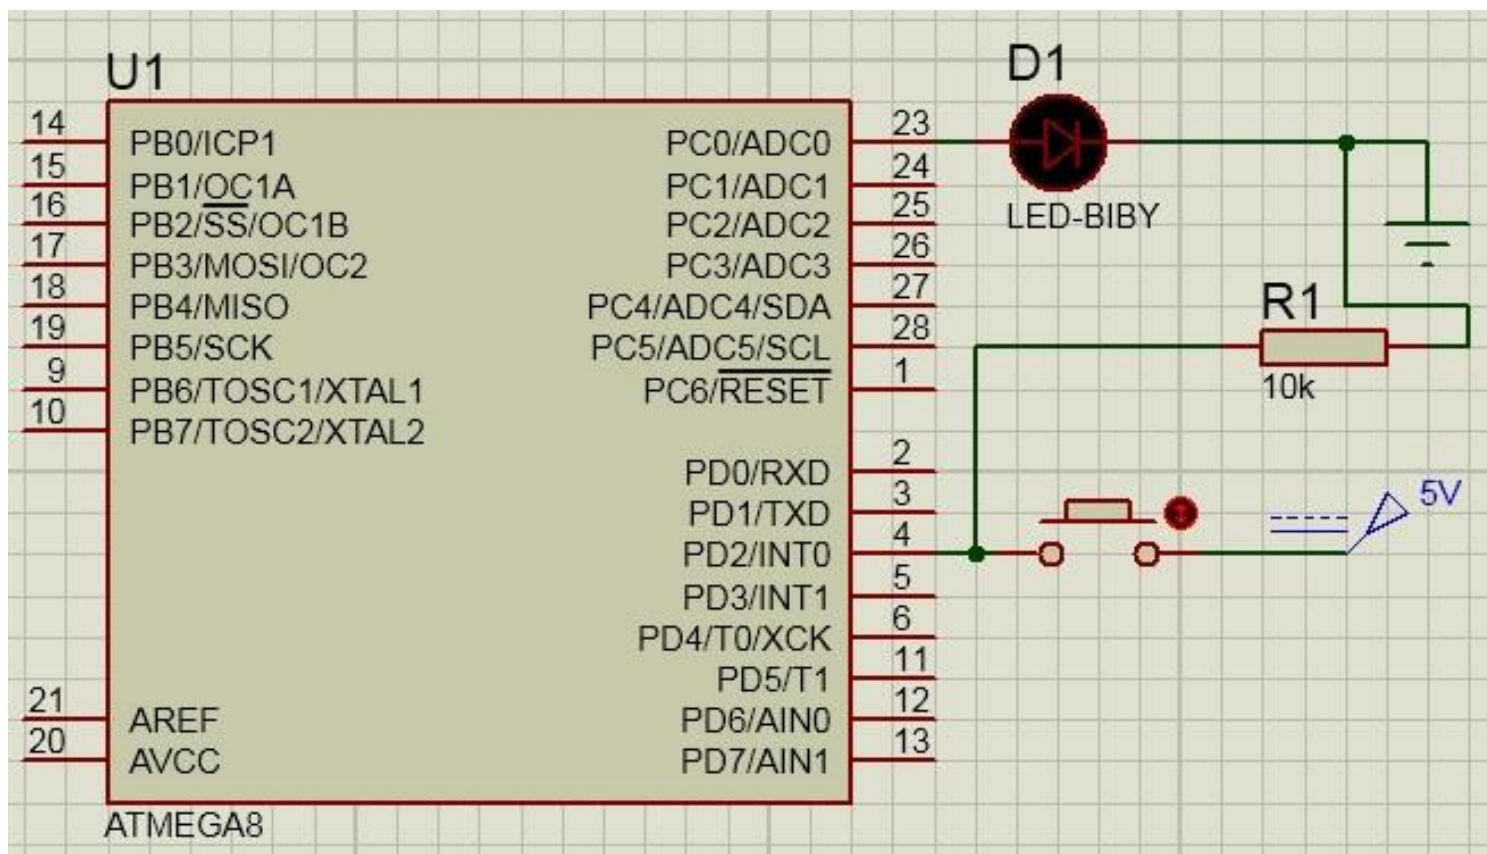 U1
D1
14
PB0/ICP1
PC0/ADC0
23
15
PB1/OC1A
PC1/ADC1
24
16
PB2/SS/OC1B
PC2/ADC2
25
LED-BIBY
17
PB3/MOSI/OC2
PC3/ADC3
26
18
PB4/MISO
PC4/ADC4/SDA
27
R1
19
PB5/SCK
PC5/ADC5/SCL
28
9
PB6/TOSC1/XTAL1
PC6/RESET
1
10k
10
PB7/TOSC2/XTAL2
PD0/RXD
2
PD1/TXD
3
5V
PD2/INT0
4
PD3/INT1
5
PD4/T0/XCK
6
PD5/T1
11
21
AREF
PD6/AIN0
12
20
AVCC
PD7/AIN1
13
ATMEGA8